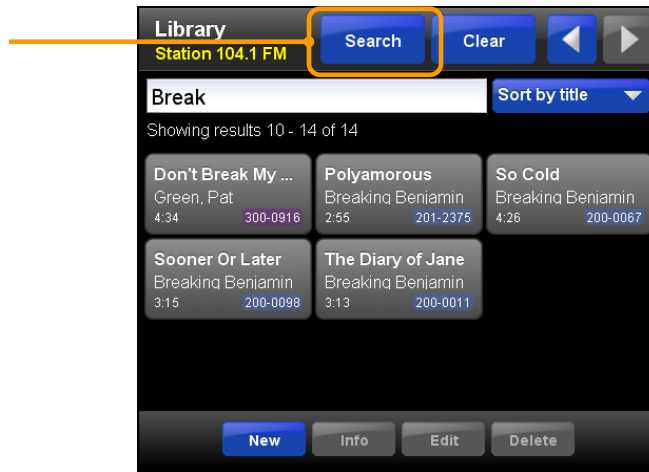 Library
Station 104.1 FM
Search
Clear
Break
Sort by title
Showing results 10 - 14 of 14
Don't Break My ...
Green, Pat
4:34 300-0916
Polyamorous
Breaking Benjamin
2:55 201-2375
So Cold
Breaking Benjamin
4:26 200-0067
Sooner Or Later
Breaking Benjamin
3:15 200-0098
The Diary of Jane
Breaking Benjamin
3:13 200-0011
New
Info
Edit
Delete